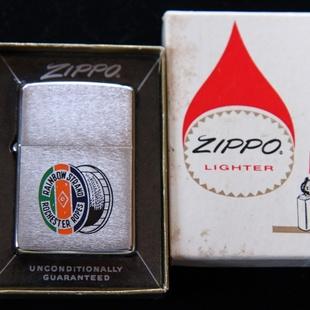 ZIPPO®
RAINBOW STRAND
ROCHESTER ROPES
UNCONDITIONALLY
GUARANTEED
ZIPPO®
LIGHTER